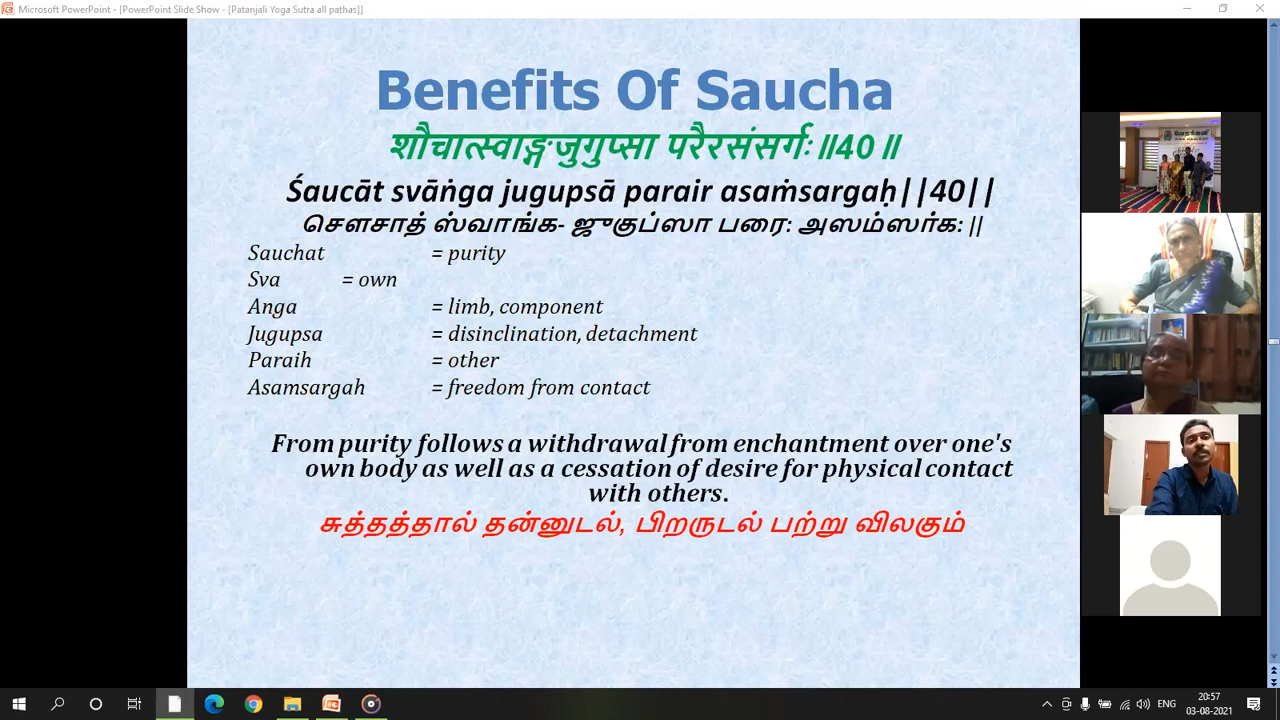 Microsoft PowerPoint - [PowerPoint Slide Show - [Patanjali Yoga Sutra all pathas]]
Benefits Of Saucha
शौचात्स्वाङ्गजुगुप्सा परैरसंसर्गः॥40॥
Śaucāt svāṅga jugupsā parair asaṁsargaḥ||40||
சௌசாத் ஸ்வாங்க- ஜுகுப்ஸா பரை: அஸம்ஸர்க: ||
Sauchat = purity
Sva = own
Anga = limb, component
Jugupsa = disinclination, detachment
Paraih = other
Asamsargah = freedom from contact
From purity follows a withdrawal from enchantment over one's
own body as well as a cessation of desire for physical contact
with others.
சுத்தத்தால் தன்னுடல், பிறருடல் பற்று விலகும்
ENG
20:57
03-08-2021